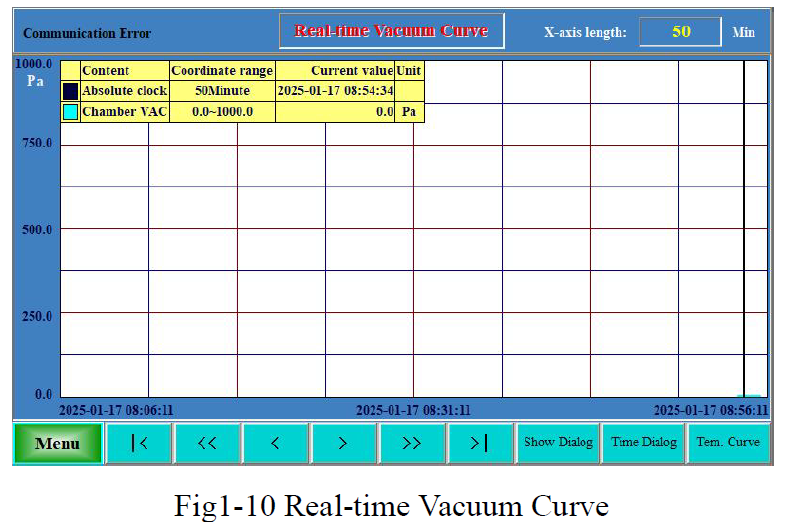 Communication Error Real-time Vacuum Curve X-axis length: 50 Min
1000.0
Pa
Content Coordinate range Current value Unit
Absolute clock 50Minute 2025-01-17 08:54:34
Chamber VAC 0.0~1000.0 0.0 Pa
750.0
500.0
250.0
0.0
2025-01-17 08:06:11 2025-01-17 08:31:11 2025-01-17 08:56:11
Menu |< << < > >> >| Show Dialog Time Dialog Tem. Curve
Fig1-10 Real-time Vacuum Curve